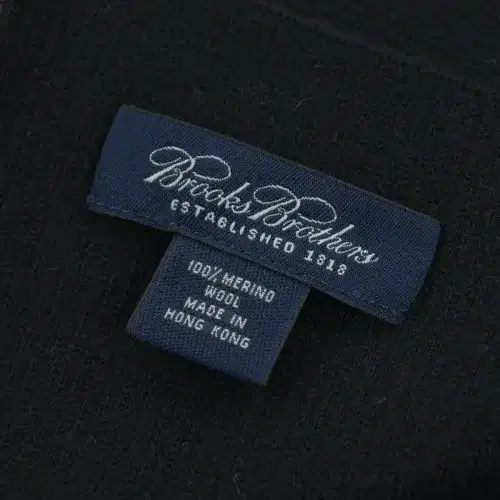 Brooks Brothers
ESTABLISHED 1818
100% MERINO
WOOL
MADE IN
HONG KONG